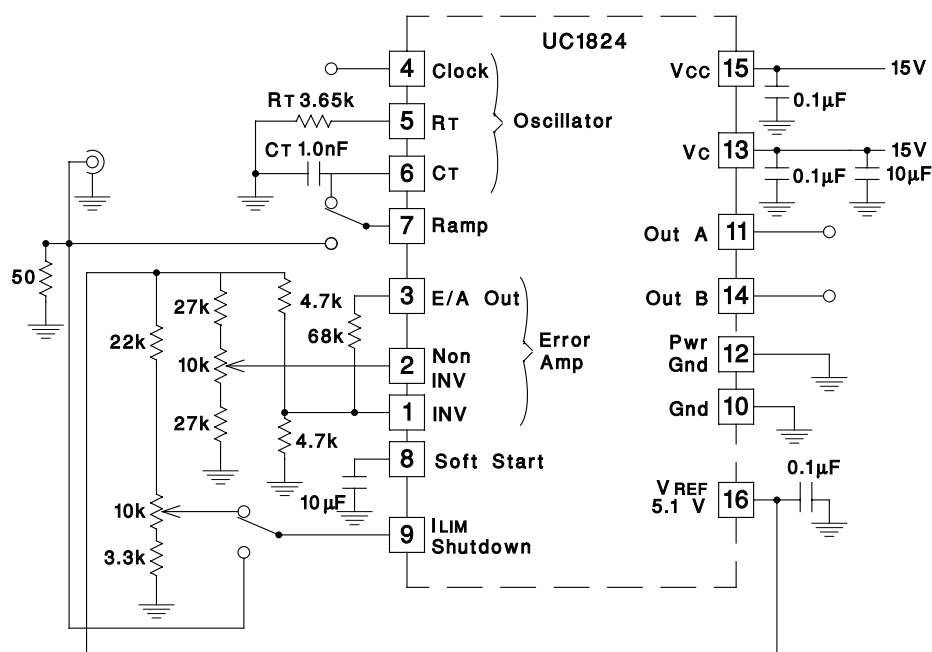 UC1824
4 Clock
RT 3.65k
5 RT
Oscillator
CT 1.0nF
6 CT
7 Ramp
15 Vcc
15V
0.1µF
13 Vc
15V
0.1µF
10µF
Out A 11
Out B 14
Pwr Gnd 12
Gnd 10
VREF 5.1 V 16
0.1µF
50
3 E/A Out
4.7k
27k
68k
22k
Error
Amp
2 Non INV
10k
1 INV
27k
4.7k
8 Soft Start
10µF
10k
9 ILIM Shutdown
3.3k